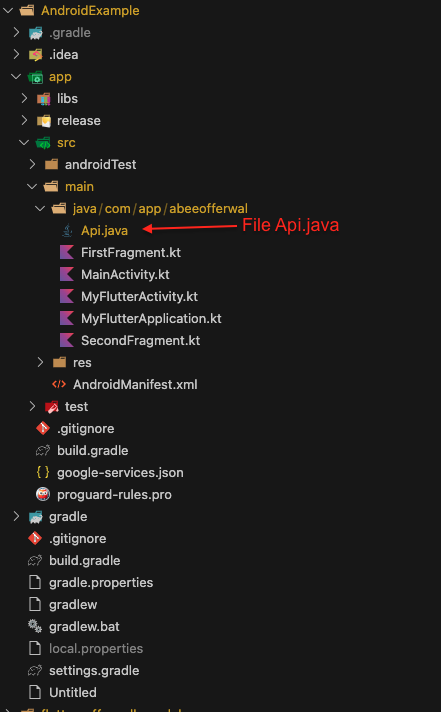 AndroidExample
.gradle
.idea
app
libs
release
src
androidTest
main
java/com/app/abeeofferwal
Api.java File Api.java
FirstFragment.kt
MainActivity.kt
MyFlutterActivity.kt
MyFlutterApplication.kt
SecondFragment.kt
res
AndroidManifest.xml
test
.gitignore
build.gradle
google-services.json
proguard-rules.pro
gradle
.gitignore
build.gradle
gradle.properties
gradlew
gradlew.bat
local.properties
settings.gradle
Untitled